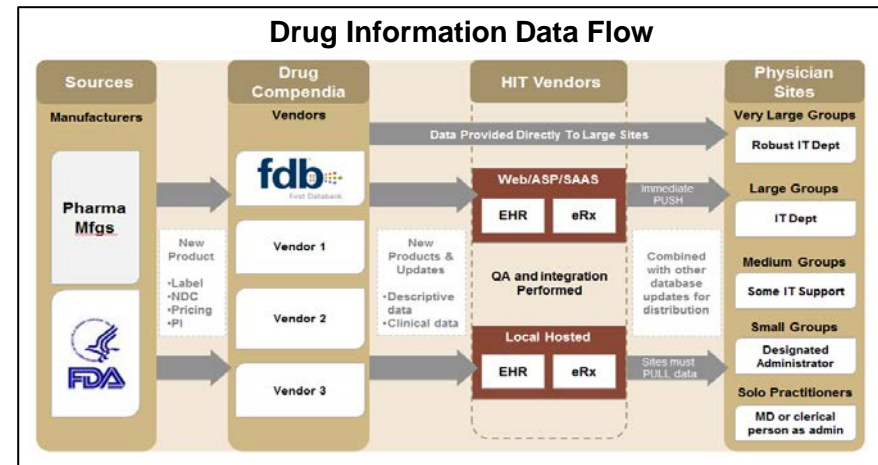 Drug Information Data Flow
Sources
Manufacturers
Pharma
Mfgs
FDA
New
Product
•Label
•NDC
•Pricing
•PI
Drug
Compendia
Vendors
fdb
First Databank
Vendor 1
Vendor 2
Vendor 3
Data Provided Directly To Large Sites
New
Products &
Updates
•Descriptive
data
•Clinical data
HIT Vendors
Web/ASP/SAAS
EHR
eRx
QA and integration
Performed
Local Hosted
EHR
eRx
Immediate
PUSH
Combined
with other
database
updates for
distribution
Sites must
PULL data
Physician
Sites
Very Large Groups
Robust IT Dept
Large Groups
IT Dept
Medium Groups
Some IT Support
Small Groups
Designated
Administrator
Solo Practitioners
MD or clerical
person as admin